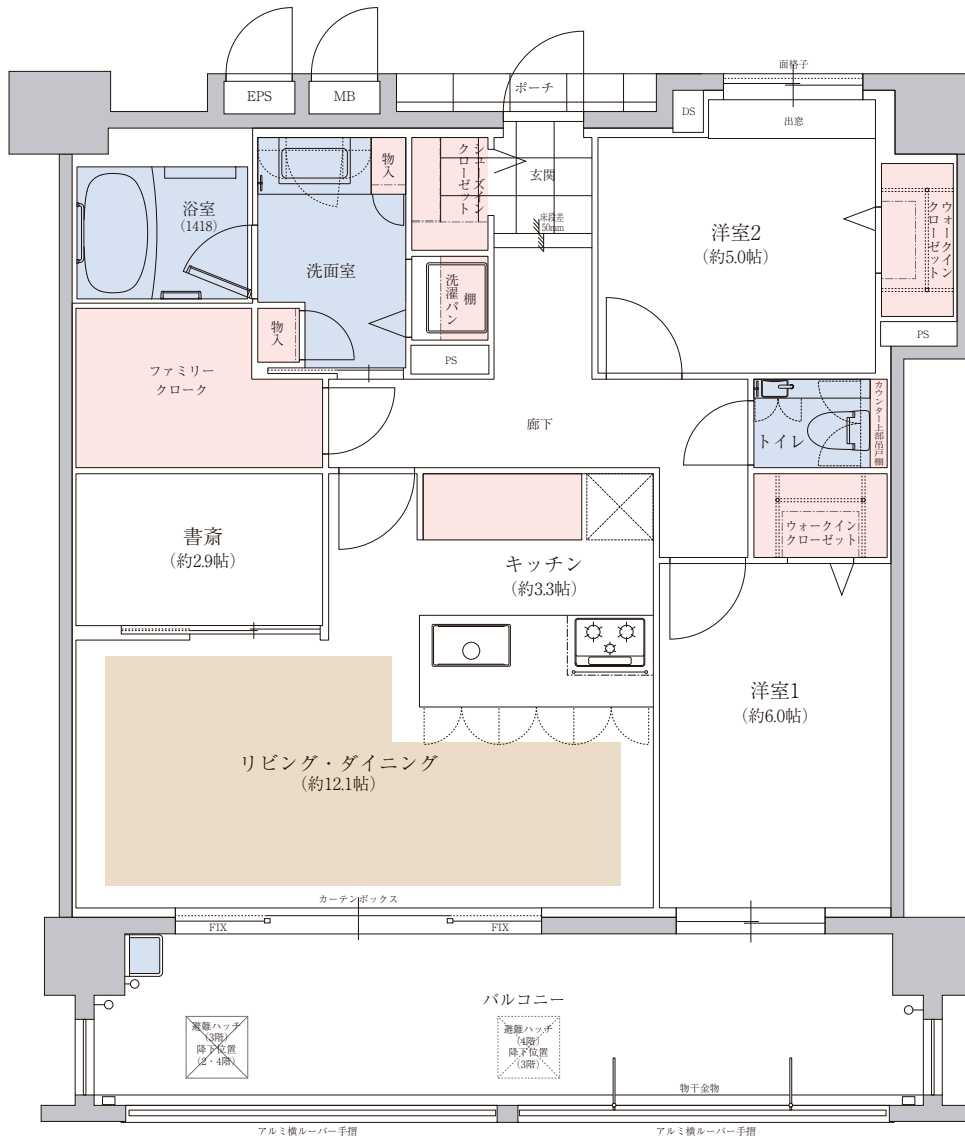 EPS
MB
ポーチ
面格子
DS
出窓
浴室
(1418)
物入
シューズイン
クローゼット
玄関
床段差
50mm
洗面室
洋室2
(約5.0帖)
ウォークイン
クローゼット
棚
洗濯パン
物入
PS
PS
ファミリー
クローク
廊下
トイレ
カウンター上部吊戸棚
書斎
(約2.9帖)
キッチン
(約3.3帖)
ウォークイン
クローゼット
洋室1
(約6.0帖)
リビング・ダイニング
(約12.1帖)
カーテンボックス
FIX
FIX
バルコニー
避難ハッチ
(3階)
降下位置
(2・4階)
避難ハッチ
(4階)
降下位置
(3階)
物干金物
アルミ横ルーバー手摺
アルミ横ルーバー手摺